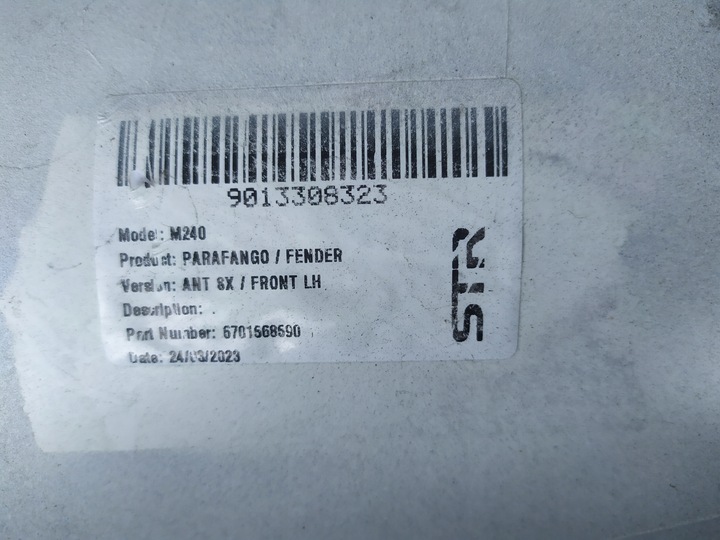 9013308323
Model: M240
Product: PARAFANGO / FENDER
Version: ANT SX / FRONT LH
Description: .
Part Number: 6701568590
Date: 24/03/2023
STR